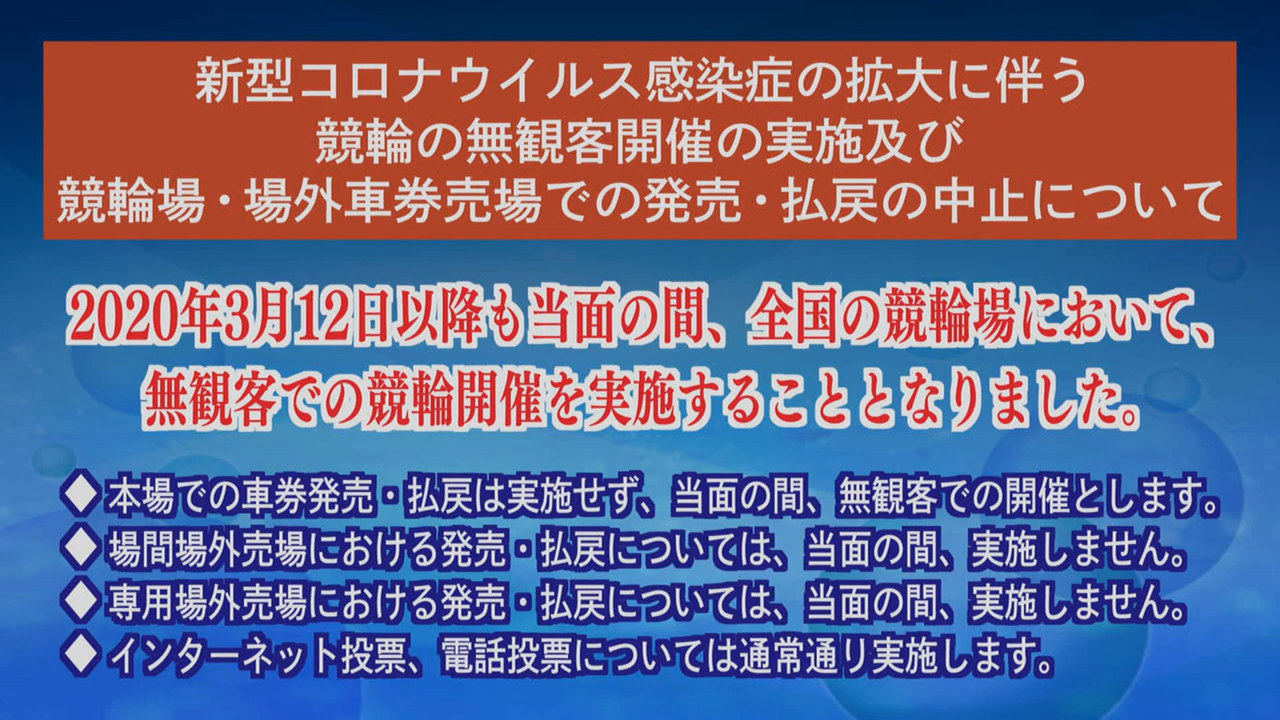 新型コロナウイルス感染症の拡大に伴う
競輪の無観客開催の実施及び
競輪場・場外車券売場での発売・払戻の中止について
2020年3月12日以降も当面の間、全国の競輪場において、
無観客での競輪開催を実施することとなりました。
◆本場での車券発売・払戻は実施せず、当面の間、無観客での開催とします。
◆場間場外売場における発売・払戻については、当面の間、実施しません。
◆専用場外売場における発売・払戻については、当面の間、実施しません。
◆インターネット投票、電話投票については通常通り実施します。